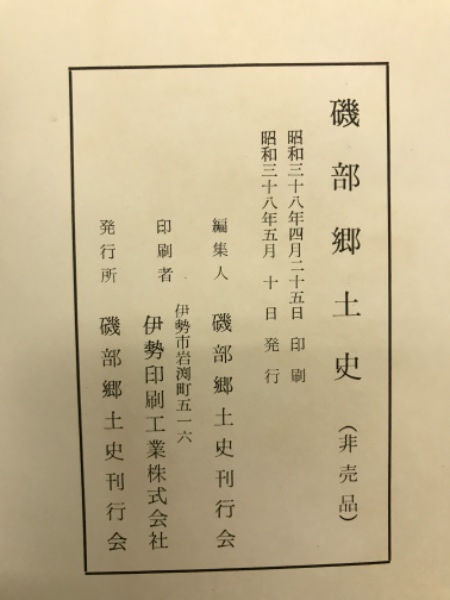 磯部郷土史（非売品）
昭和三十八年四月二十五日 印刷
昭和三十八年五月 十日 発行
編集人 磯部郷土史刊行会
伊勢市岩渕町五一六
印刷者 伊勢印刷工業株式会社
発行所 磯部郷土史刊行会